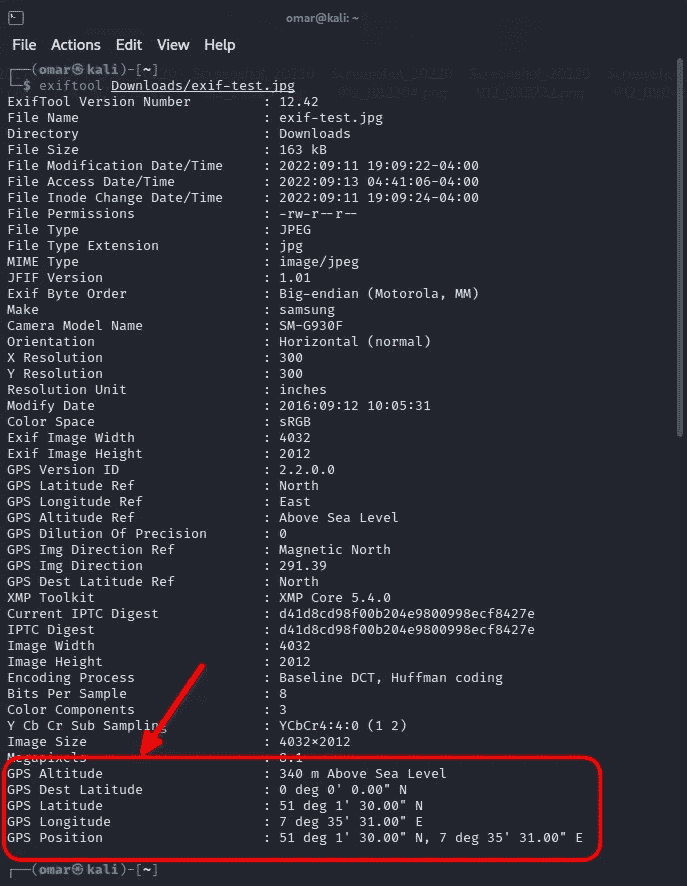 omar@kali: ~
File Actions Edit View Help
┌──(omar㉿kali)-[~]
└─$ exiftool Downloads/exif-test.jpg
ExifTool Version Number : 12.42
File Name : exif-test.jpg
Directory : Downloads
File Size : 163 kB
File Modification Date/Time : 2022:09:11 19:09:22-04:00
File Access Date/Time : 2022:09:13 04:41:06-04:00
File Inode Change Date/Time : 2022:09:11 19:09:24-04:00
File Permissions : -rw-r--r--
File Type : JPEG
File Type Extension : jpg
MIME Type : image/jpeg
JFIF Version : 1.01
Exif Byte Order : Big-endian (Motorola, MM)
Make : samsung
Camera Model Name : SM-G930F
Orientation : Horizontal (normal)
X Resolution : 300
Y Resolution : 300
Resolution Unit : inches
Modify Date : 2016:09:12 10:05:31
Color Space : sRGB
Exif Image Width : 4032
Exif Image Height : 2012
GPS Version ID : 2.2.0.0
GPS Latitude Ref : North
GPS Longitude Ref : East
GPS Altitude Ref : Above Sea Level
GPS Dilution Of Precision : 0
GPS Img Direction Ref : Magnetic North
GPS Img Direction : 291.39
GPS Dest Latitude Ref : North
XMP Toolkit : XMP Core 5.4.0
Current IPTC Digest : d41d8cd98f00b204e9800998ecf8427e
IPTC Digest : d41d8cd98f00b204e9800998ecf8427e
Image Width : 4032
Image Height : 2012
Encoding Process : Baseline DCT, Huffman coding
Bits Per Sample : 8
Color Components : 3
Y Cb Cr Sub Sampling : YCbCr4:4:0 (1 2)
Image Size : 4032×2012
Megapixels : 8.1
GPS Altitude : 340 m Above Sea Level
GPS Dest Latitude : 0 deg 0' 0.00" N
GPS Latitude : 51 deg 1' 30.00" N
GPS Longitude : 7 deg 35' 31.00" E
GPS Position : 51 deg 1' 30.00" N, 7 deg 35' 31.00" E
┌──(omar㉿kali)-[~]